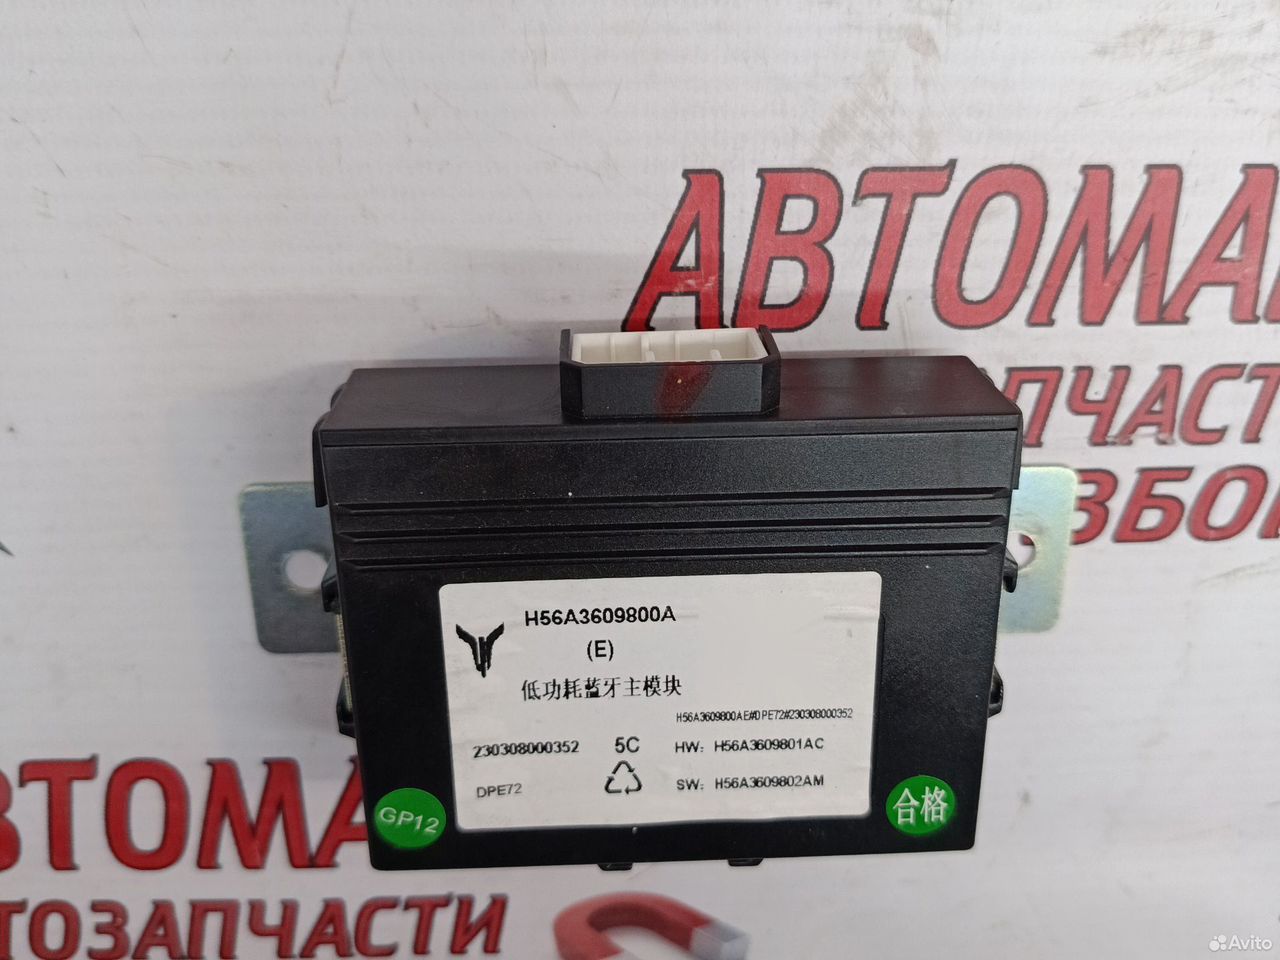 АВТОМА
ПЧАСТ
ЗБО
H56A3609800A
(E)
低功耗蓝牙主模块
H56A3609800AE#DPE72#230308000352
230308000352 5C HW: H56A3609801AC
DPE72 SW: H56A3609802AM
GP12
合格
ВТОМА
ТОЗАПЧАСТИ
Avito